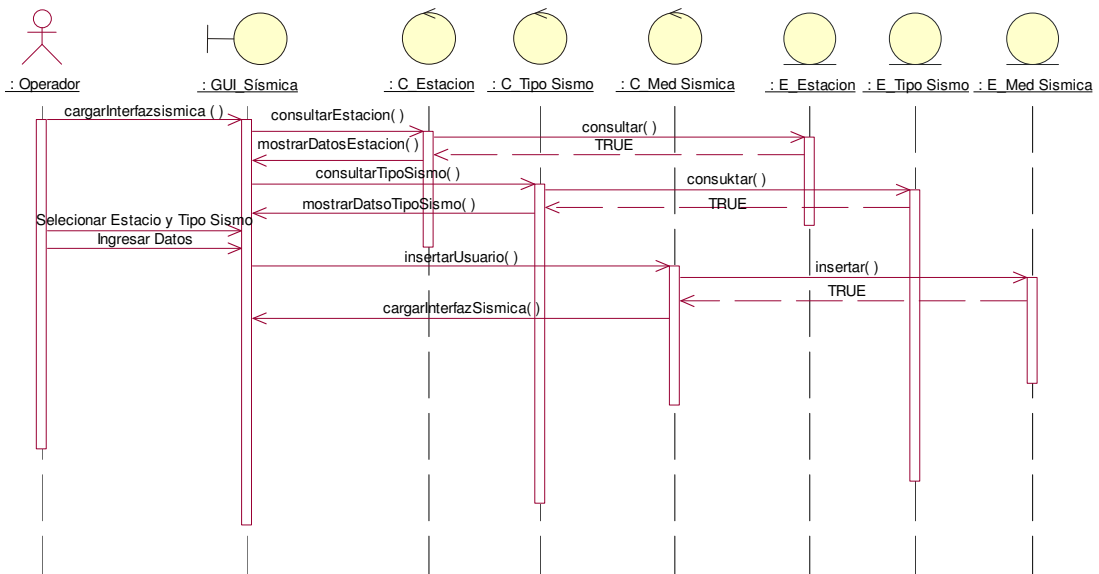 : Operador
: GUI_Sísmica
: C_Estacion
: C_Tipo Sismo
: C_Med Sismica
: E_Estacion
: E_Tipo Sismo
: E_Med Sismica
cargarInterfazsismica ( )
consultarEstacion( )
consultar( )
mostrarDatosEstacion( )
TRUE
consultarTipoSismo( )
consuktar( )
mostrarDatsoTipoSismo( )
TRUE
Selecionar Estacio y Tipo Sismo
Ingresar Datos
insertarUsuario( )
insertar( )
TRUE
cargarInterfazSismica( )